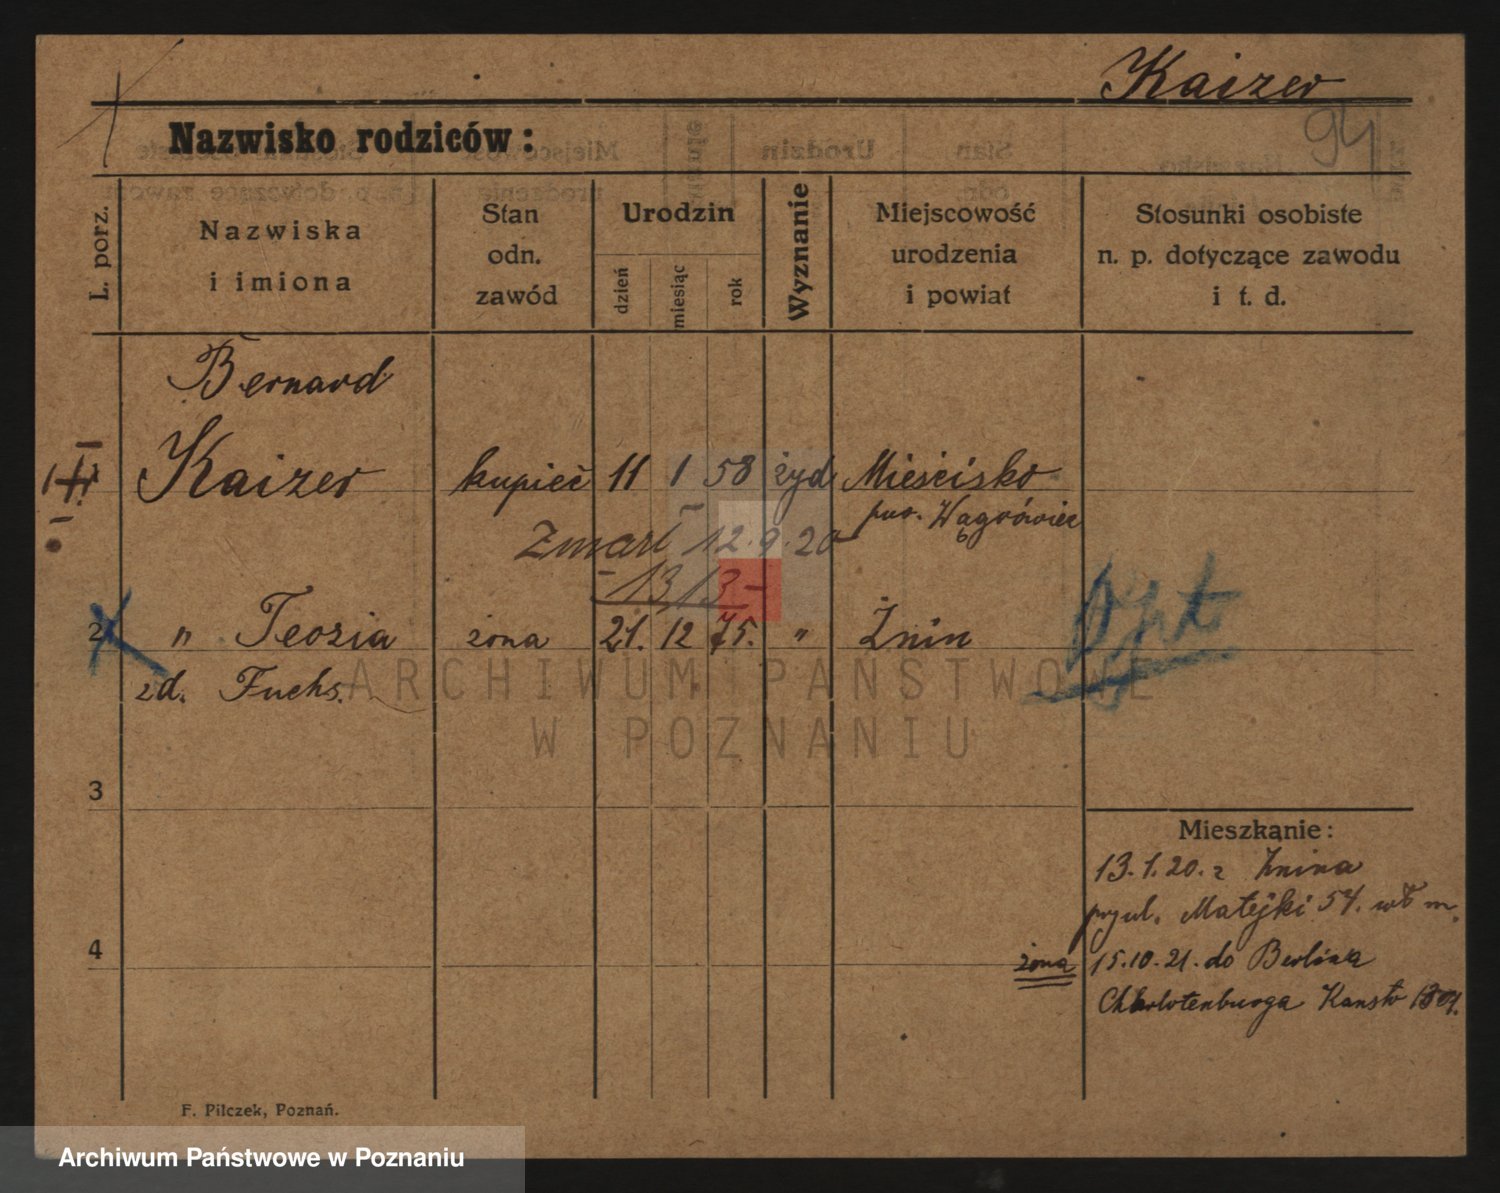 Kaizer
94
Nazwisko rodziców:
L. porz.
Nazwiska
i imiona
Stan
odn.
zawód
Urodzin
dzień
miesiąc
rok
Wyznanie
Miejscowość
urodzenia
i powiat
Stosunki osobiste
n. p. dotyczące zawodu
i t. d.
Bernard
Kaizer kupiec 11 1 58 żyd Mieścisko
pow. Wągrówiec
Zmarł 12.9.20
2 " Teozia żona 21. 12 75. " Żnin
zd. Fuchs.
ARCHIWUM PAŃSTWOWE
W POZNANIU
3
Mieszkanie:
13.1.20. z Żnina
Matejki 54. m.
4
żona 15.10.21. do Berlina
Charlotenburga
F. Pilczek, Poznań.
Archiwum Państwowe w Poznaniu